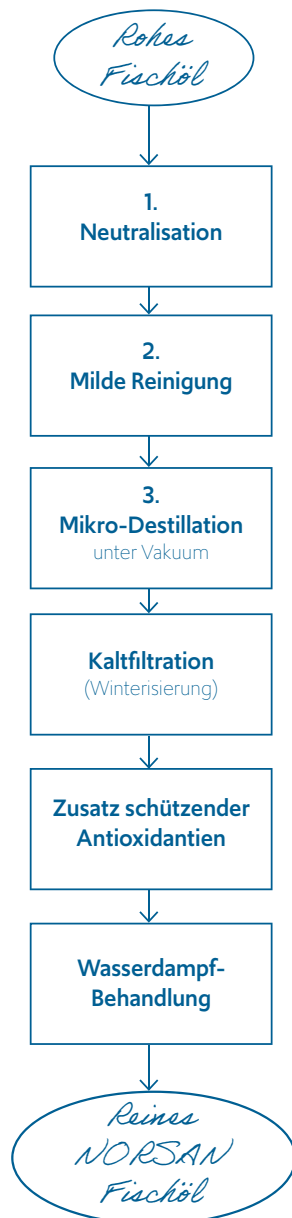 Rohes
Fischöl
1.
Neutralisation
2.
Milde Reinigung
3.
Mikro-Destillation
unter Vakuum
Kaltfiltration
(Winterisierung)
Zusatz schützender
Antioxidantien
Wasserdampf-
Behandlung
Reines
NORSAN
Fischöl